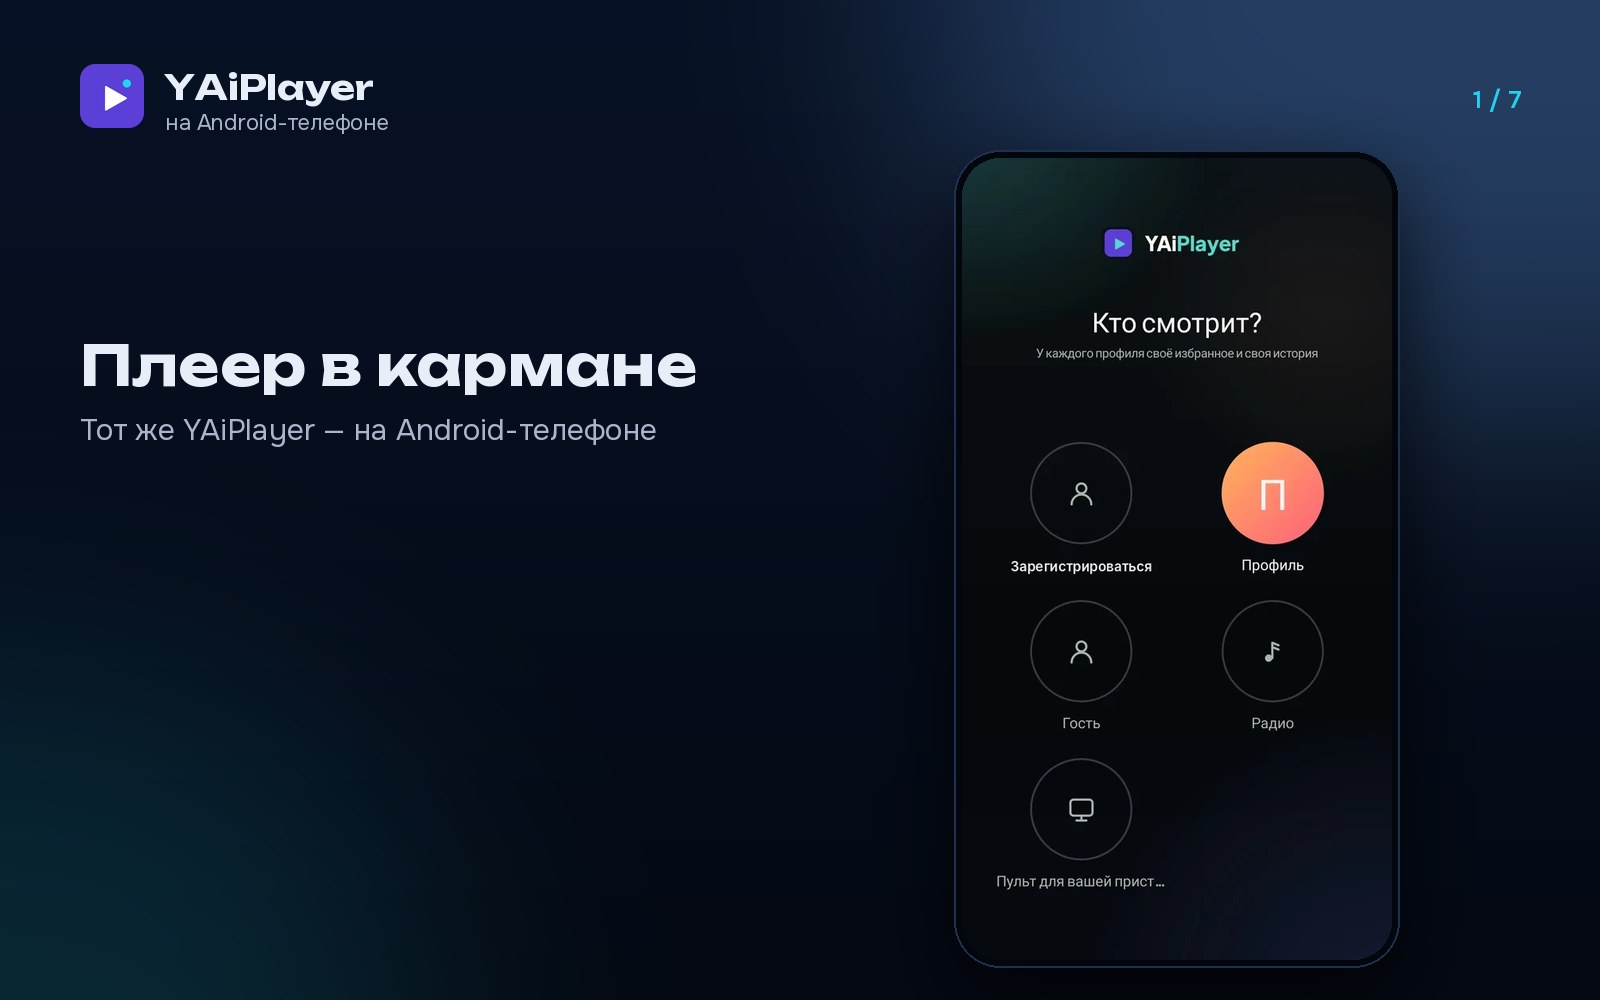 YAiPlayer
на Android-телефоне
1 / 7
Плеер в кармане
Тот же YAiPlayer — на Android-телефоне
YAiPlayer
Кто смотрит?
У каждого профиля своё избранное и своя история
П
Зарегистрироваться
Профиль
Гость
Радио
Пульт для вашей прист...